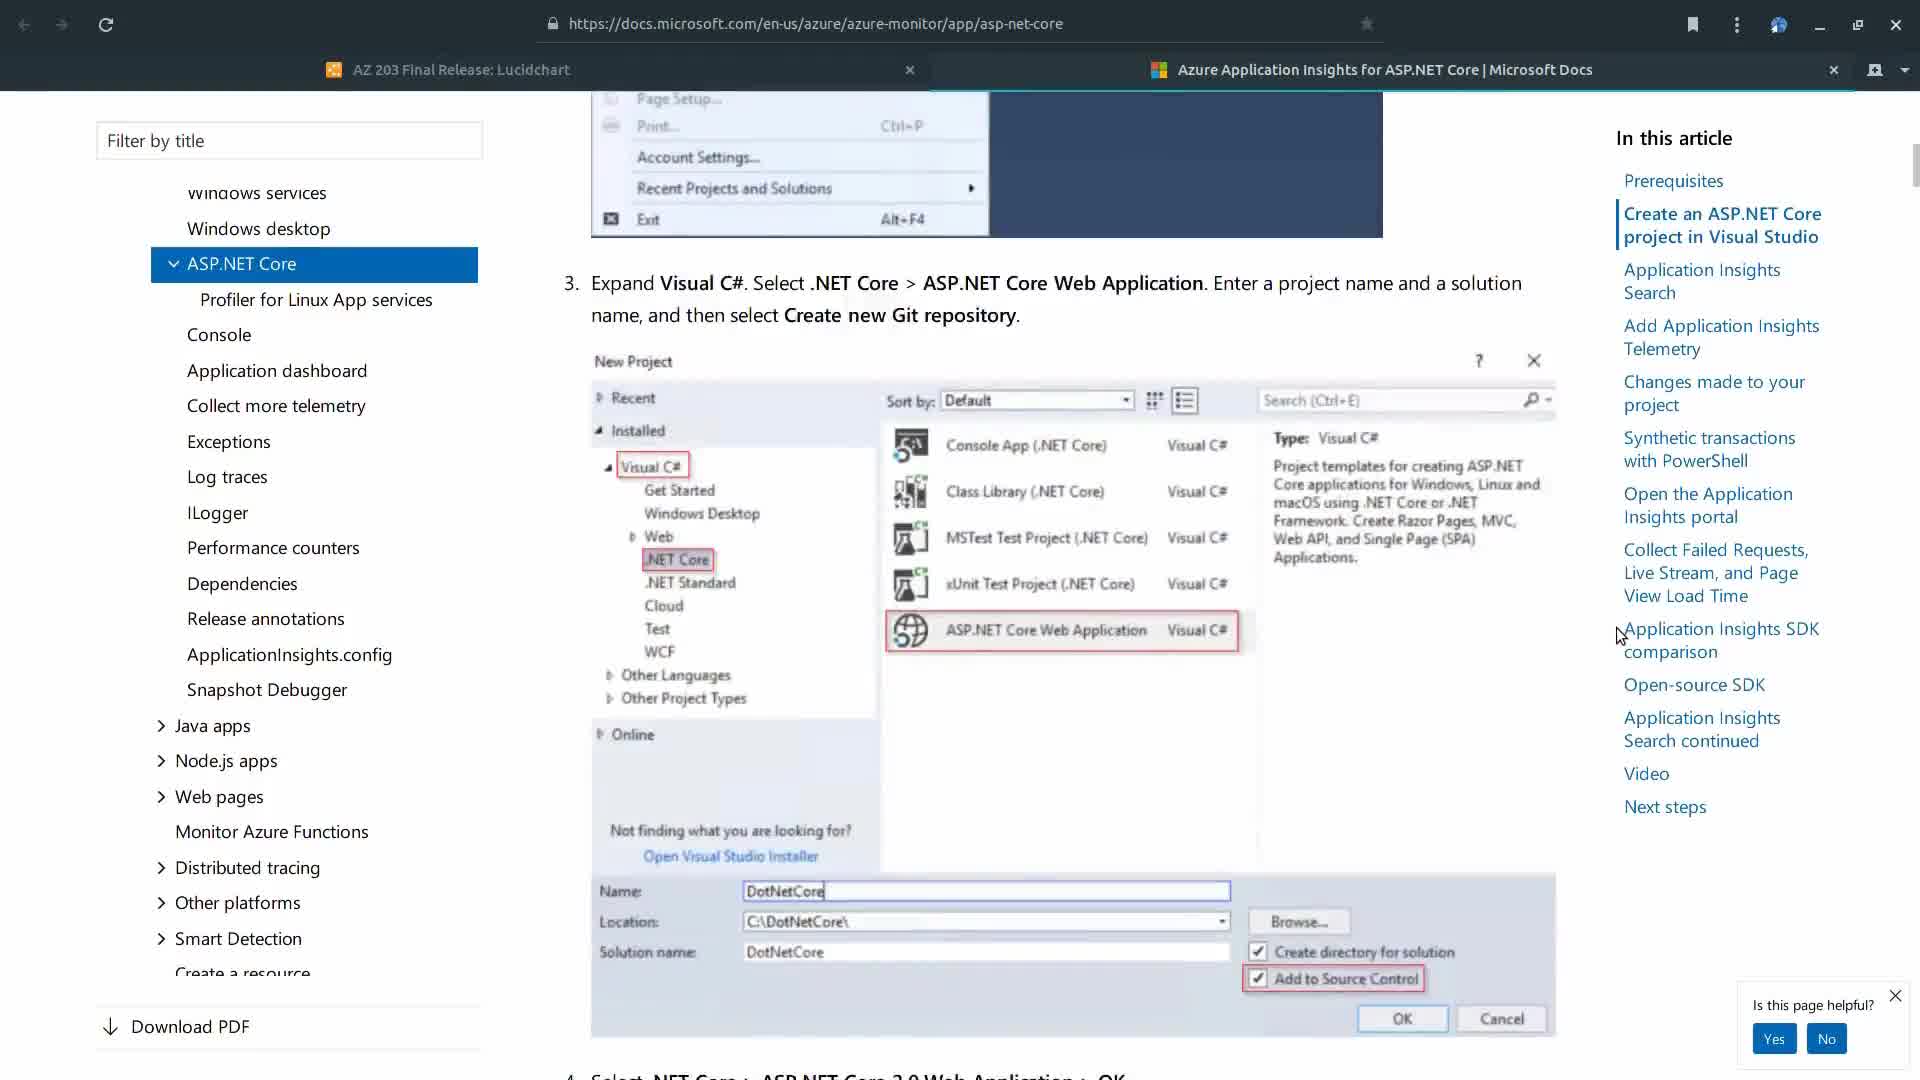 https://docs.microsoft.com/en-us/azure/azure-monitor/app/asp-net-core
AZ 203 Final Release: Lucidchart
Azure Application Insights for ASP.NET Core | Microsoft Docs
Filter by title
Windows services
Windows desktop
ASP.NET Core
Profiler for Linux App services
Console
Application dashboard
Collect more telemetry
Exceptions
Log traces
ILogger
Performance counters
Dependencies
Release annotations
ApplicationInsights.config
Snapshot Debugger
Java apps
Node.js apps
Web pages
Monitor Azure Functions
Distributed tracing
Other platforms
Smart Detection
Create a resource
Download PDF
Page Setup...
Print... Ctrl+P
Account Settings...
Recent Projects and Solutions
Exit Alt+F4
3. Expand Visual C#. Select .NET Core > ASP.NET Core Web Application. Enter a project name and a solution
name, and then select Create new Git repository.
New Project ?
Recent
Installed
Visual C#
Get Started
Windows Desktop
Web
.NET Core
.NET Standard
Cloud
Test
WCF
Other Languages
Other Project Types
Online
Not finding what you are looking for?
Open Visual Studio Installer
Sort by: Default
Search (Ctrl+E)
Console App (.NET Core) Visual C#
Class Library (.NET Core) Visual C#
MSTest Test Project (.NET Core) Visual C#
xUnit Test Project (.NET Core) Visual C#
ASP.NET Core Web Application Visual C#
Type: Visual C#
Project templates for creating ASP.NET
Core applications for Windows, Linux and
macOS using .NET Core or .NET
Framework. Create Razor Pages, MVC,
Web API, and Single Page (SPA)
Applications.
Name: DotNetCore
Location: C:\DotNetCore\ Browse...
Solution name: DotNetCore
Create directory for solution
Add to Source Control
OK Cancel
4. Select .NET Core > ASP.NET Core 2.0 Web Application > OK
In this article
Prerequisites
Create an ASP.NET Core
project in Visual Studio
Application Insights
Search
Add Application Insights
Telemetry
Changes made to your
project
Synthetic transactions
with PowerShell
Open the Application
Insights portal
Collect Failed Requests,
Live Stream, and Page
View Load Time
Application Insights SDK
comparison
Open-source SDK
Application Insights
Search continued
Video
Next steps
Is this page helpful?
Yes No